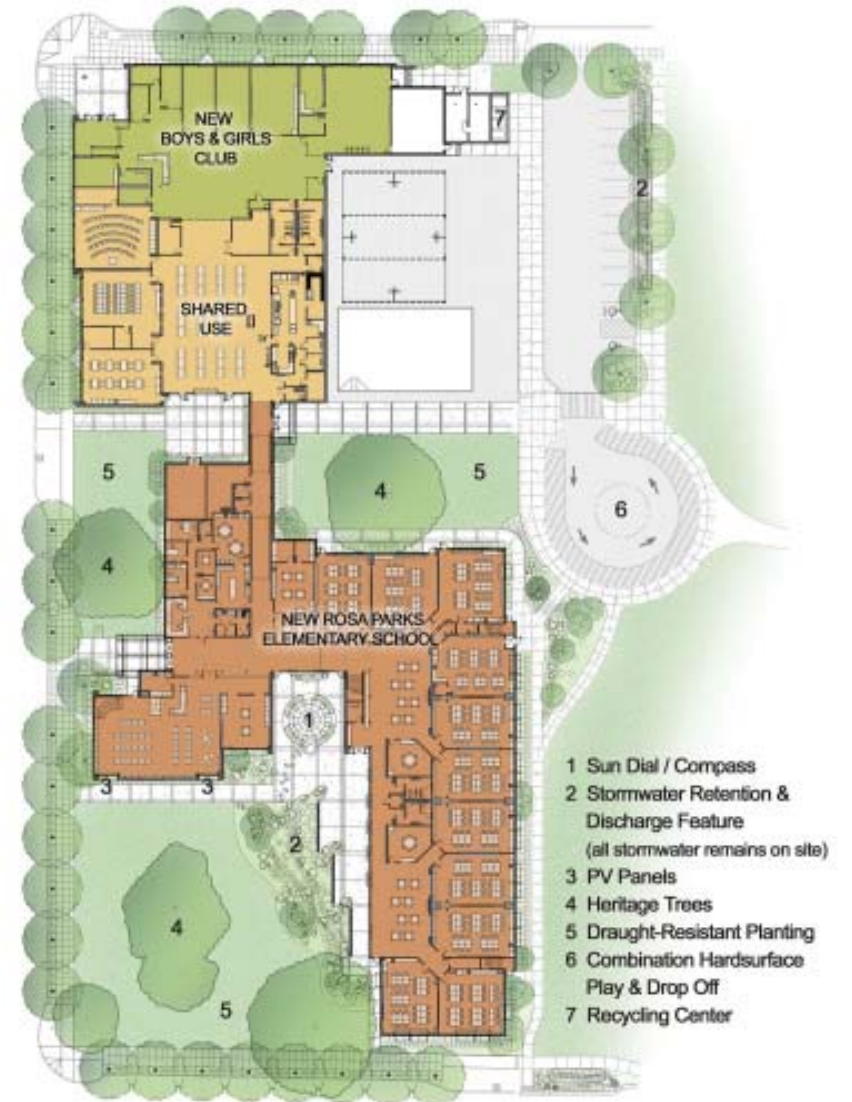 NEW
BOYS & GIRLS
CLUB
7
2
SHARED
USE
5
4
5
6
4
NEW ROSA PARKS
ELEMENTARY SCHOOL
1
3
3
2
4
5
1 Sun Dial / Compass
2 Stormwater Retention &
Discharge Feature
(all stormwater remains on site)
3 PV Panels
4 Heritage Trees
5 Draught-Resistant Planting
6 Combination Hardsurface
Play & Drop Off
7 Recycling Center